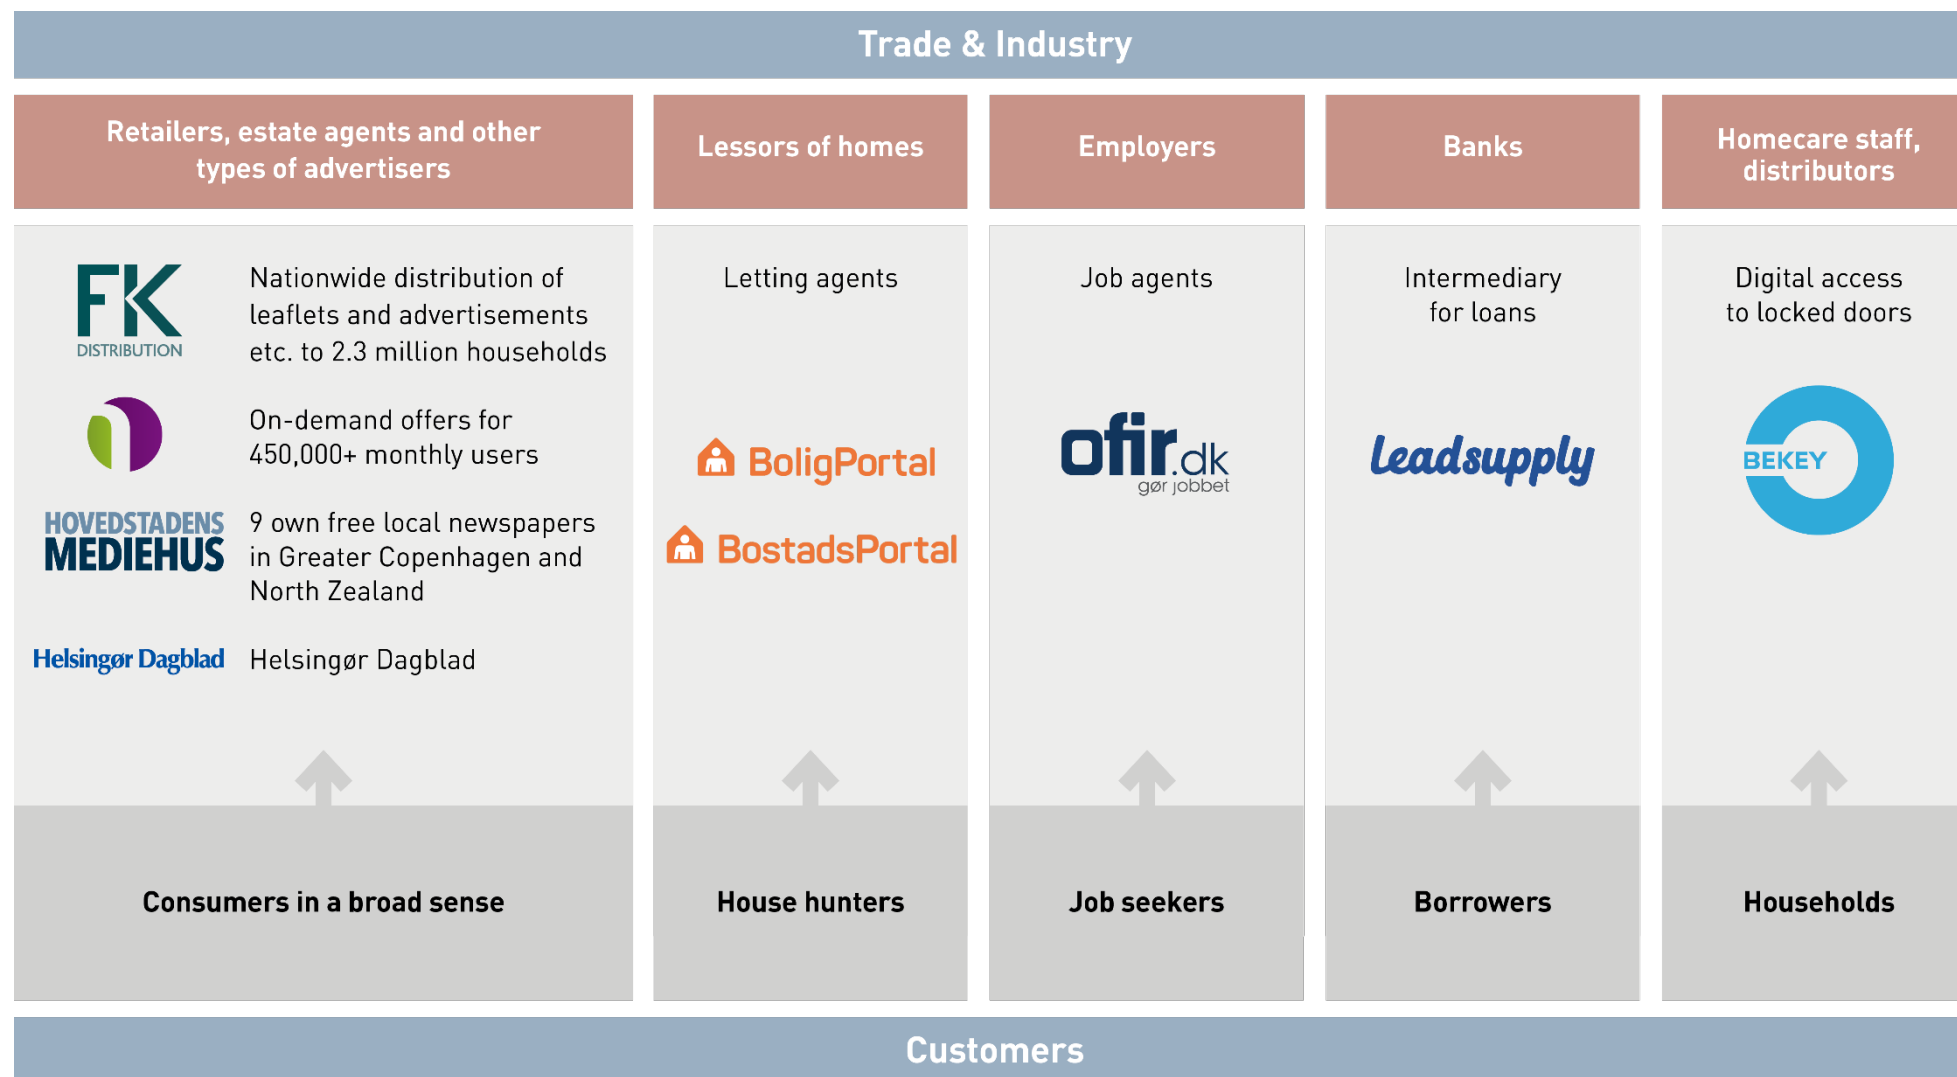 Trade & Industry
Retailers, estate agents and other
types of advertisers
Lessors of homes
Employers
Banks
Homecare staff,
distributors
FK
DISTRIBUTION
Nationwide distribution of
leaflets and advertisements
etc. to 2.3 million households
On-demand offers for
450,000+ monthly users
HOVEDSTADENS
MEDIEHUS
9 own free local newspapers
in Greater Copenhagen and
North Zealand
Helsingør Dagblad
Helsingør Dagblad
Letting agents
BoligPortal
BostadsPortal
Job agents
ofir.dk
gør jobbet
Intermediary
for loans
Leadsupply
Digital access
to locked doors
BEKEY
Consumers in a broad sense
House hunters
Job seekers
Borrowers
Households
Customers